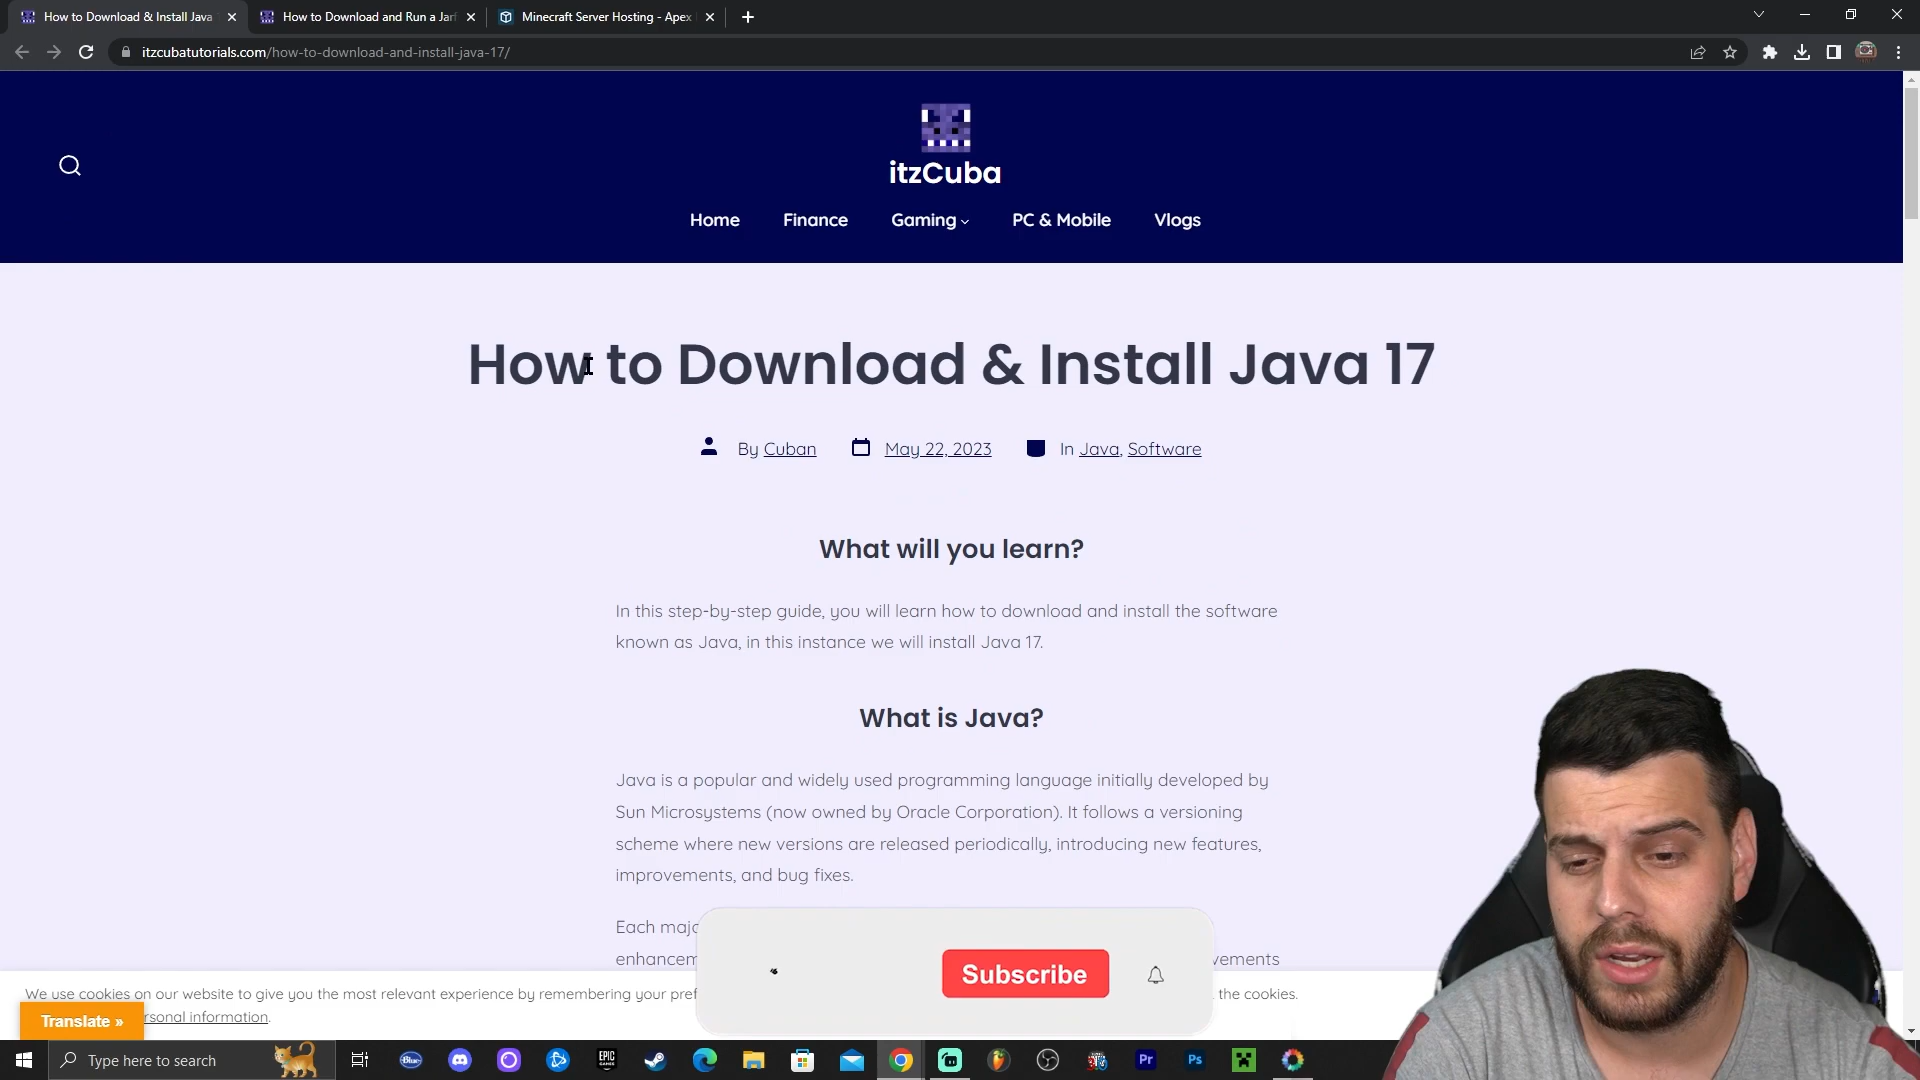 How to Download & Install Java
How to Download and Run a Jarf
Minecraft Server Hosting - Apex
itzcubatutorials.com/how-to-download-and-install-java-17/
itzCuba
Home Finance Gaming PC & Mobile Vlogs
How to Download & Install Java 17
By Cuban May 22, 2023 In Java, Software
What will you learn?
In this step-by-step guide, you will learn how to download and install the software
known as Java, in this instance we will install Java 17.
What is Java?
Java is a popular and widely used programming language initially developed by
Sun Microsystems (now owned by Oracle Corporation). It follows a versioning
scheme where new versions are released periodically, introducing new features,
improvements, and bug fixes.
Each majo
enhancem vements
Subscribe
We use cookies on our website to give you the most relevant experience by remembering your pref the cookies.
rsonal information.
Translate »
Type here to search
Blue
EPIC
GAMES
Pr
Ps